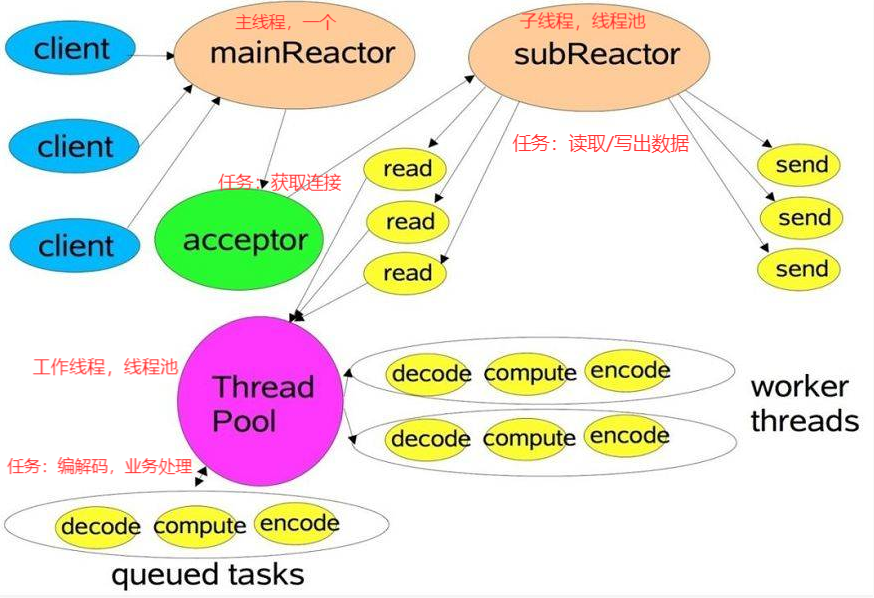 主线程，一个
mainReactor
子线程，线程池
subReactor
client
client
client
任务：获取连接
acceptor
任务：读取/写出数据
read
read
read
send
send
send
工作线程，线程池
Thread
Pool
decode compute encode
decode compute encode
worker
threads
任务：编解码，业务处理
decode compute encode
queued tasks